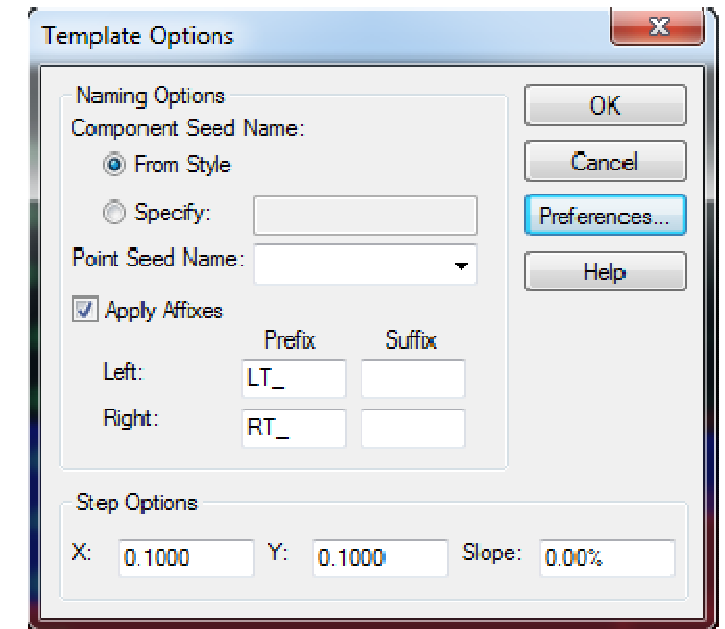 Template Options
Naming Options
Component Seed Name:
From Style
Specify:
Point Seed Name:
Apply Affixes
Prefix Suffix
Left: LT_
Right: RT_
OK
Cancel
Preferences...
Help
Step Options
X: 0.1000 Y: 0.1000 Slope: 0.00%